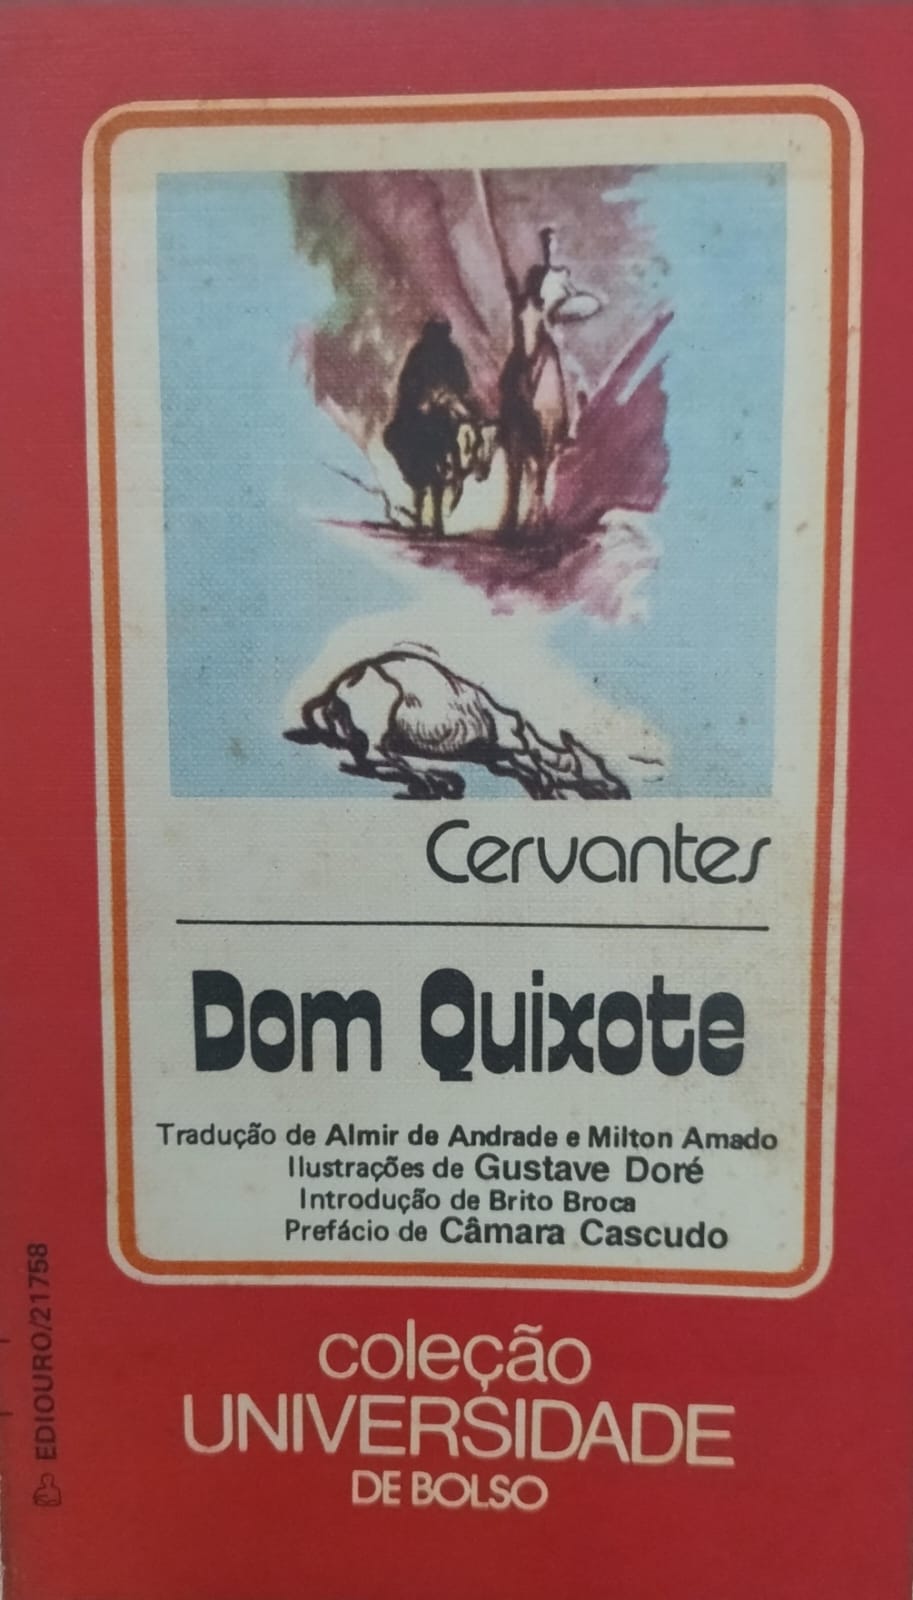 Cervantes
Dom Quixote
Tradução de Almir de Andrade e Milton Amado
Ilustrações de Gustave Doré
Introdução de Brito Broca
Prefácio de Câmara Cascudo
EDIOURO/21758
coleção
UNIVERSIDADE
DE BOLSO